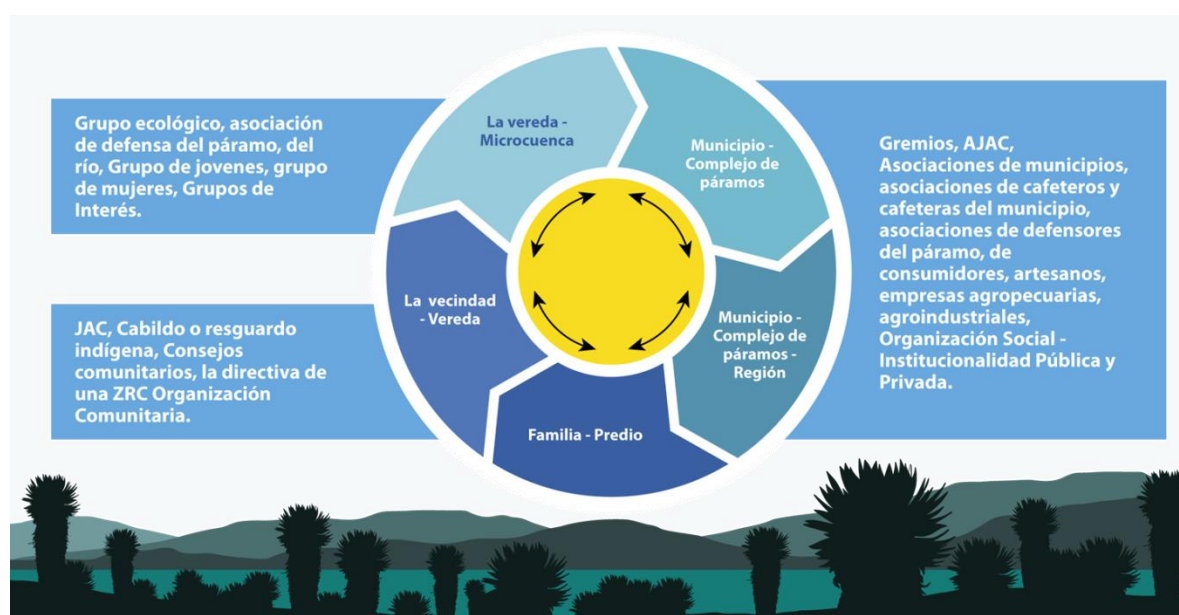 Grupo ecológico, asociación
de defensa del páramo, del
río, Grupo de jovenes, grupo
de mujeres, Grupos de
Interés.
JAC, Cabildo o resguardo
indígena, Consejos
comunitarios, la directiva de
una ZRC Organización
Comunitaria.
La vereda -
Microcuenca
Municipio -
Complejo de
páramos
La vecindad
- Vereda
Municipio -
Complejo de
páramos -
Región
Familia - Predio
Gremios, AJAC,
Asociaciones de municipios,
asociaciones de cafeteros y
cafeteras del municipio,
asociaciones de defensores
del páramo, de
consumidores, artesanos,
empresas agropecuarias,
agroindustriales,
Organización Social -
Institucionalidad Pública y
Privada.